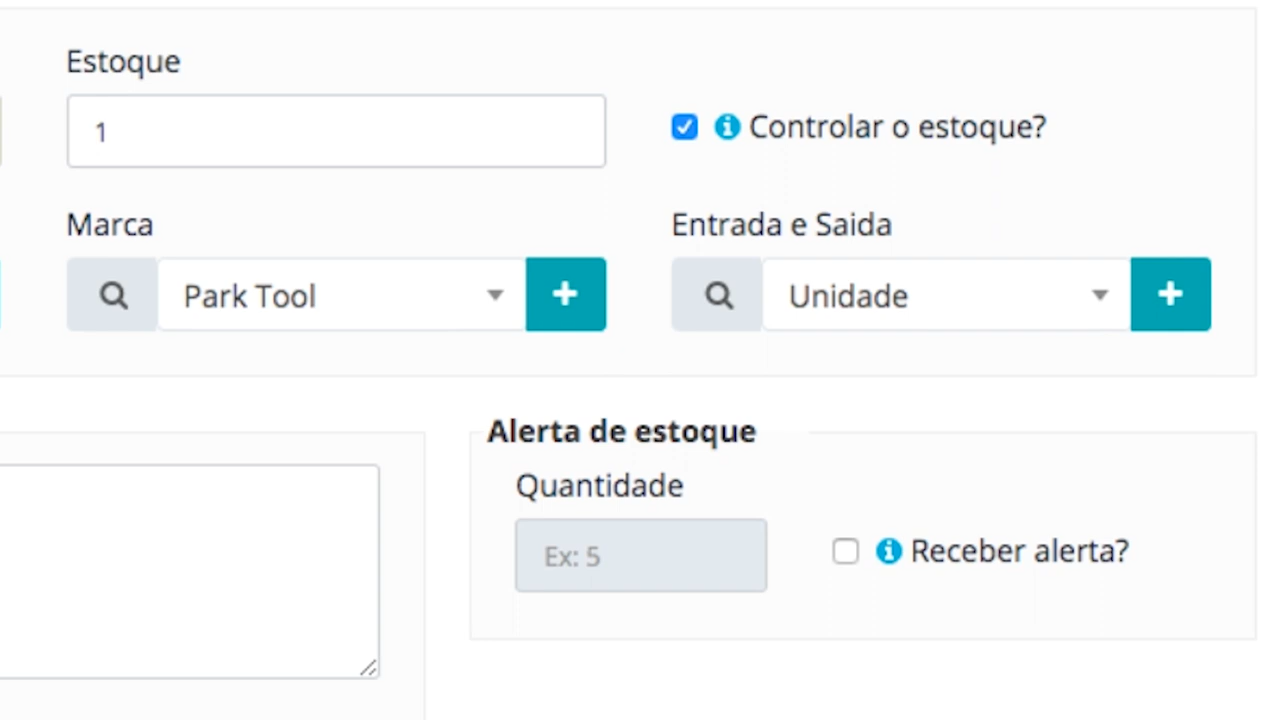 Estoque
1
Controlar o estoque?
Marca
Entrada e Saida
Park Tool
Unidade
Alerta de estoque
Quantidade
Ex: 5
Receber alerta?